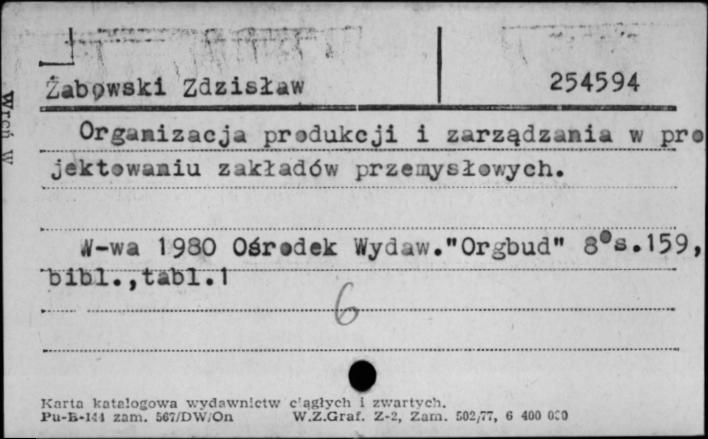 Żabowski Zdzisław 254594
Organizacja produkcji i zarządzania w pro
jektowaniu zakładów przemysłowych.
W-wa 1980 Ośrodek Wydaw."Orgbud" 8°s.159,
bibl.,tabl.1
6
Karta katalogowa wydawnictw ciągłych i zwartych.
Pu-B-144 zam. 567/DW/On W.Z.Graf. Z-2, Zam. 502/77, 6 400 000